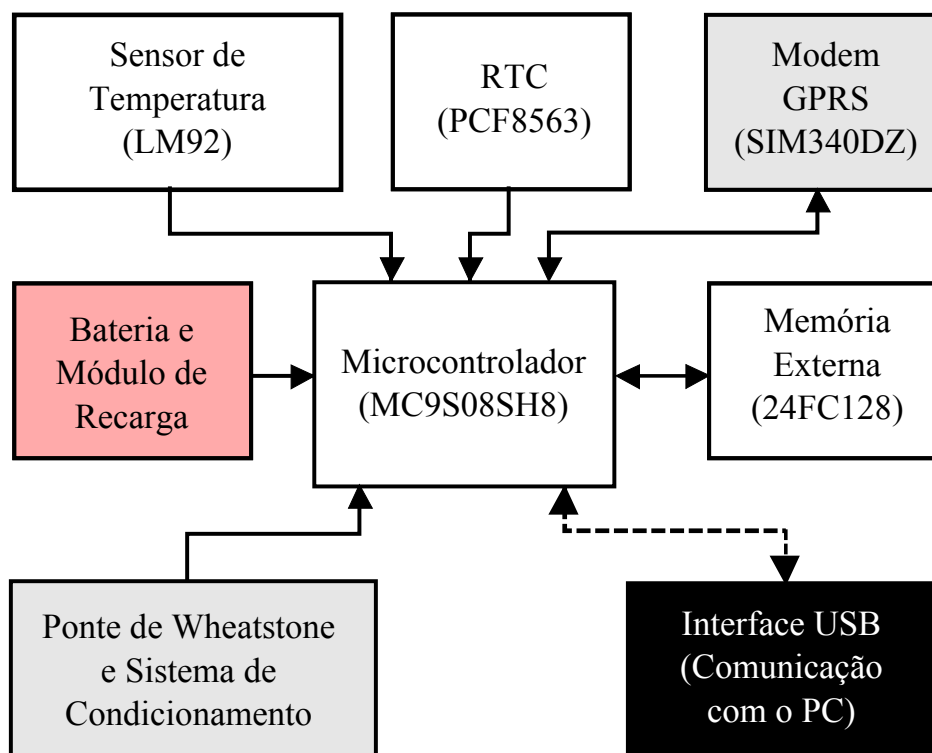 Sensor de
Temperatura
(LM92)
RTC
(PCF8563)
Modem
GPRS
(SIM340DZ)
Bateria e
Módulo de
Recarga
Microcontrolador
(MC9S08SH8)
Memória
Externa
(24FC128)
Ponte de Wheatstone
e Sistema de
Condicionamento
Interface USB
(Comunicação
com o PC)